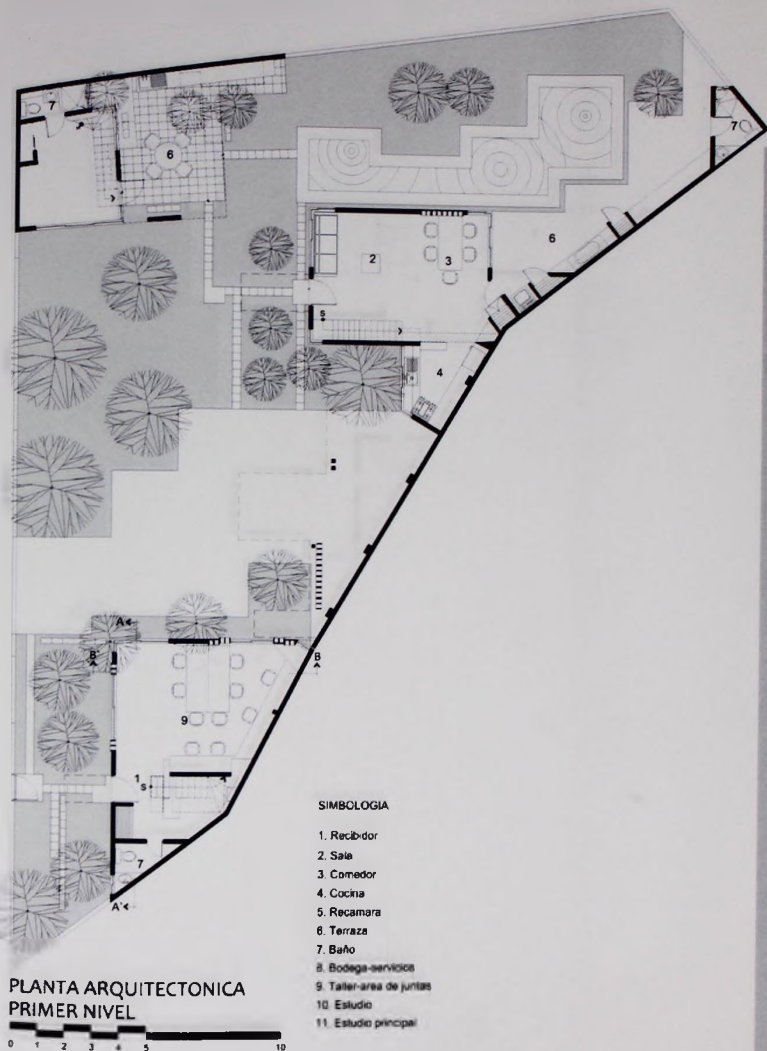 7
7
6
6
2
3
S
4
A
B'
B
9
1
S
7
A'
SIMBOLOGIA
1. Recibidor
2. Sala
3. Comedor
4. Cocina
5. Recamara
6. Terraza
7. Baño
8. Bodega-servicios
9. Taller-area de juntas
10. Estudio
11. Estudio principal
PLANTA ARQUITECTONICA
PRIMER NIVEL
0 1 2 3 4 5 10